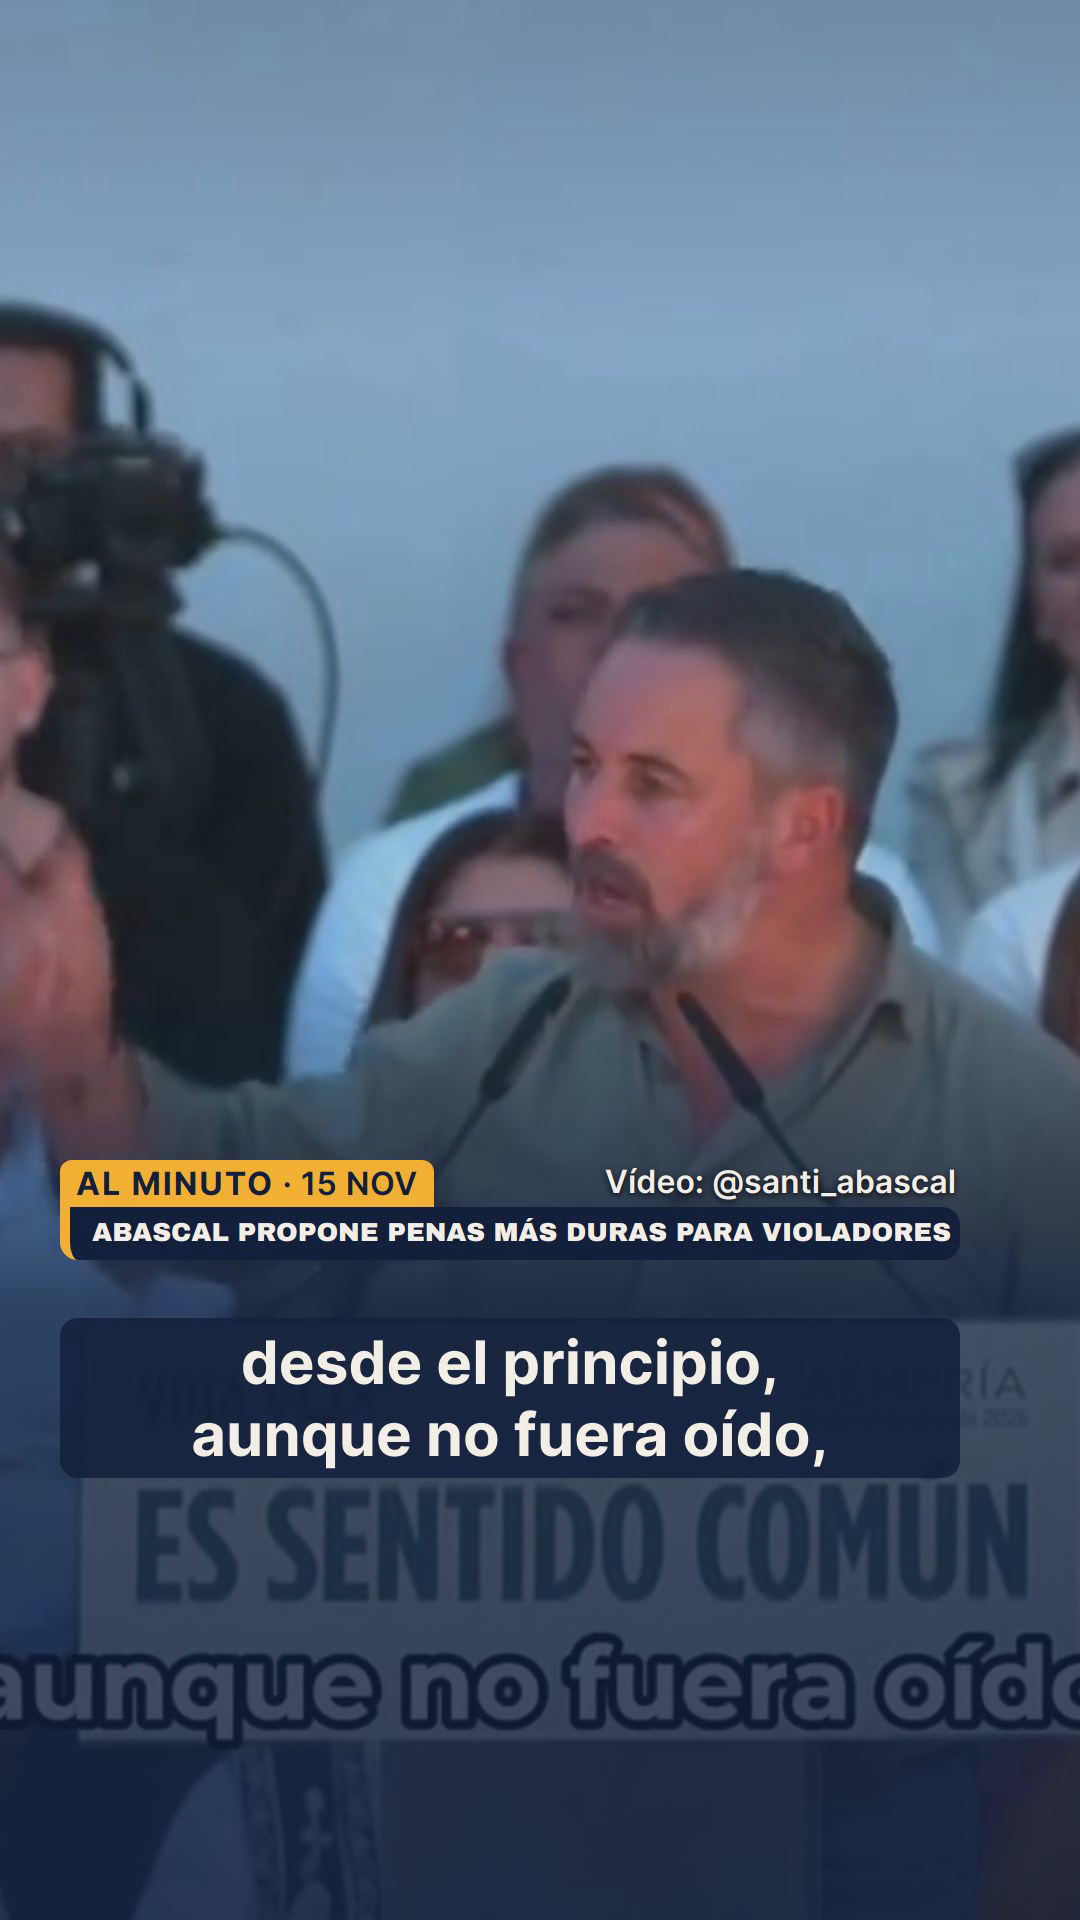 AL MINUTO · 15 NOV
Vídeo: @santi_abascal
ABASCAL PROPONE PENAS MÁS DURAS PARA VIOLADORES
desde el principio,
aunque no fuera oído,
ES SENTIDO COMÚN
aunque no fuera oído